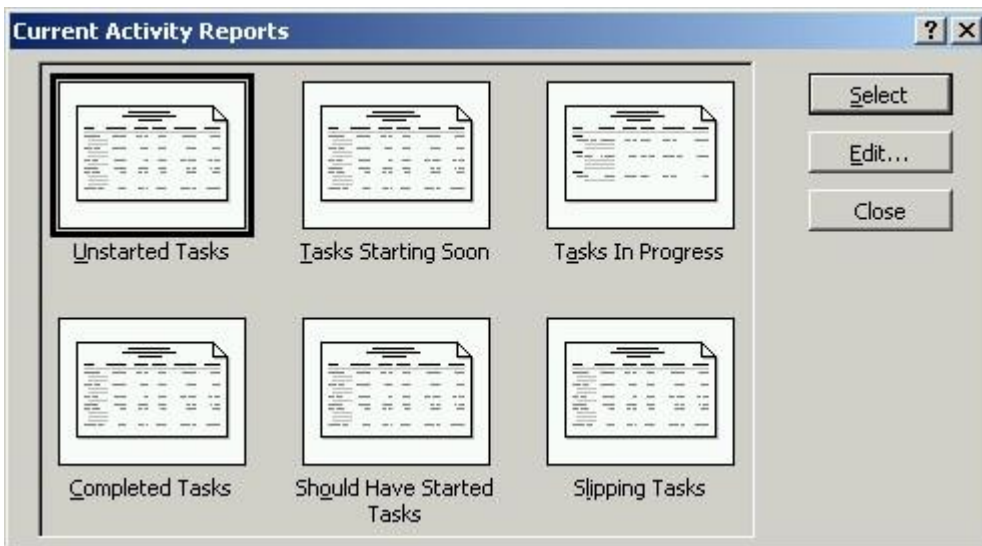 Current Activity Reports
Select
Edit...
Close
Unstarted Tasks
Tasks Starting Soon
Tasks In Progress
Completed Tasks
Should Have Started
Tasks
Slipping Tasks